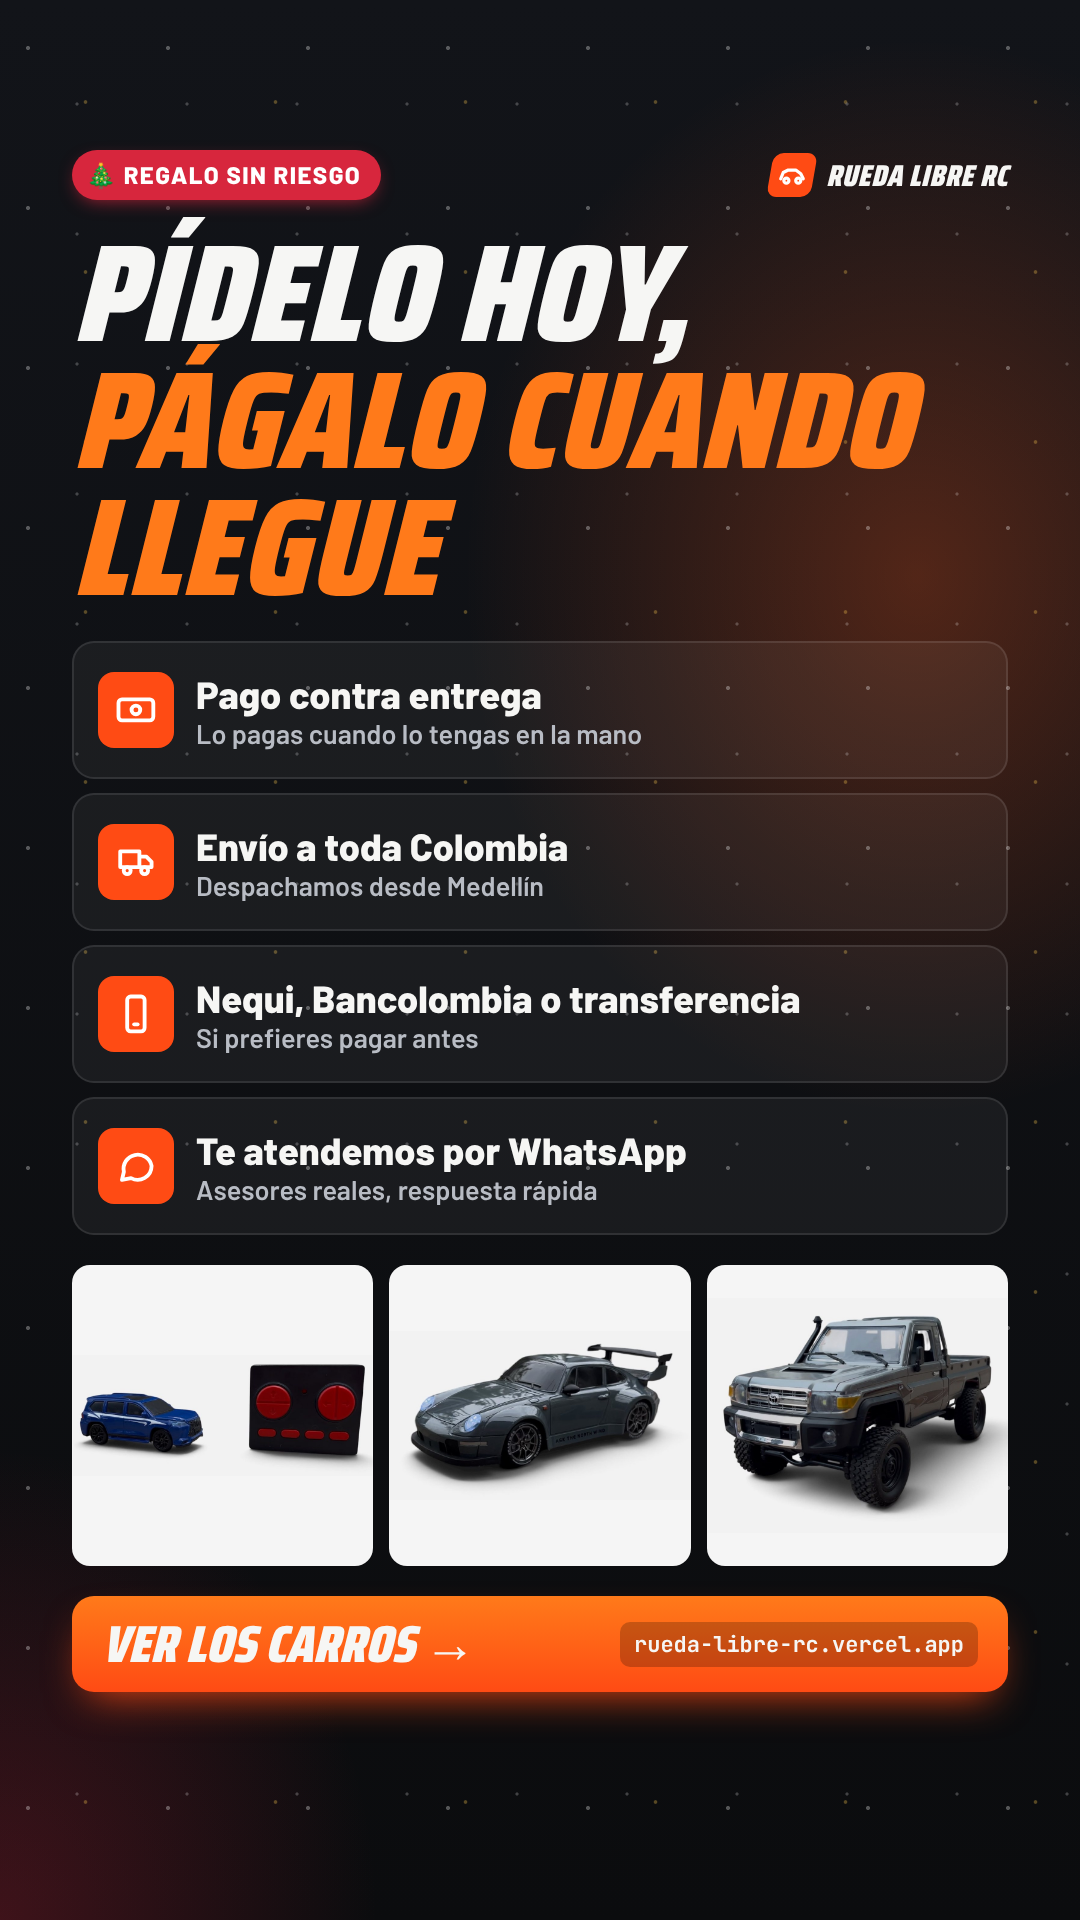 🎄 REGALO SIN RIESGO
RUEDA LIBRE RC
PÍDELO HOY,
PÁGALO CUANDO
LLEGUE
Pago contra entrega
Lo pagas cuando lo tengas en la mano
Envío a toda Colombia
Despachamos desde Medellín
Nequi, Bancolombia o transferencia
Si prefieres pagar antes
Te atendemos por WhatsApp
Asesores reales, respuesta rápida
VER LOS CARROS →
rueda-libre-rc.vercel.app